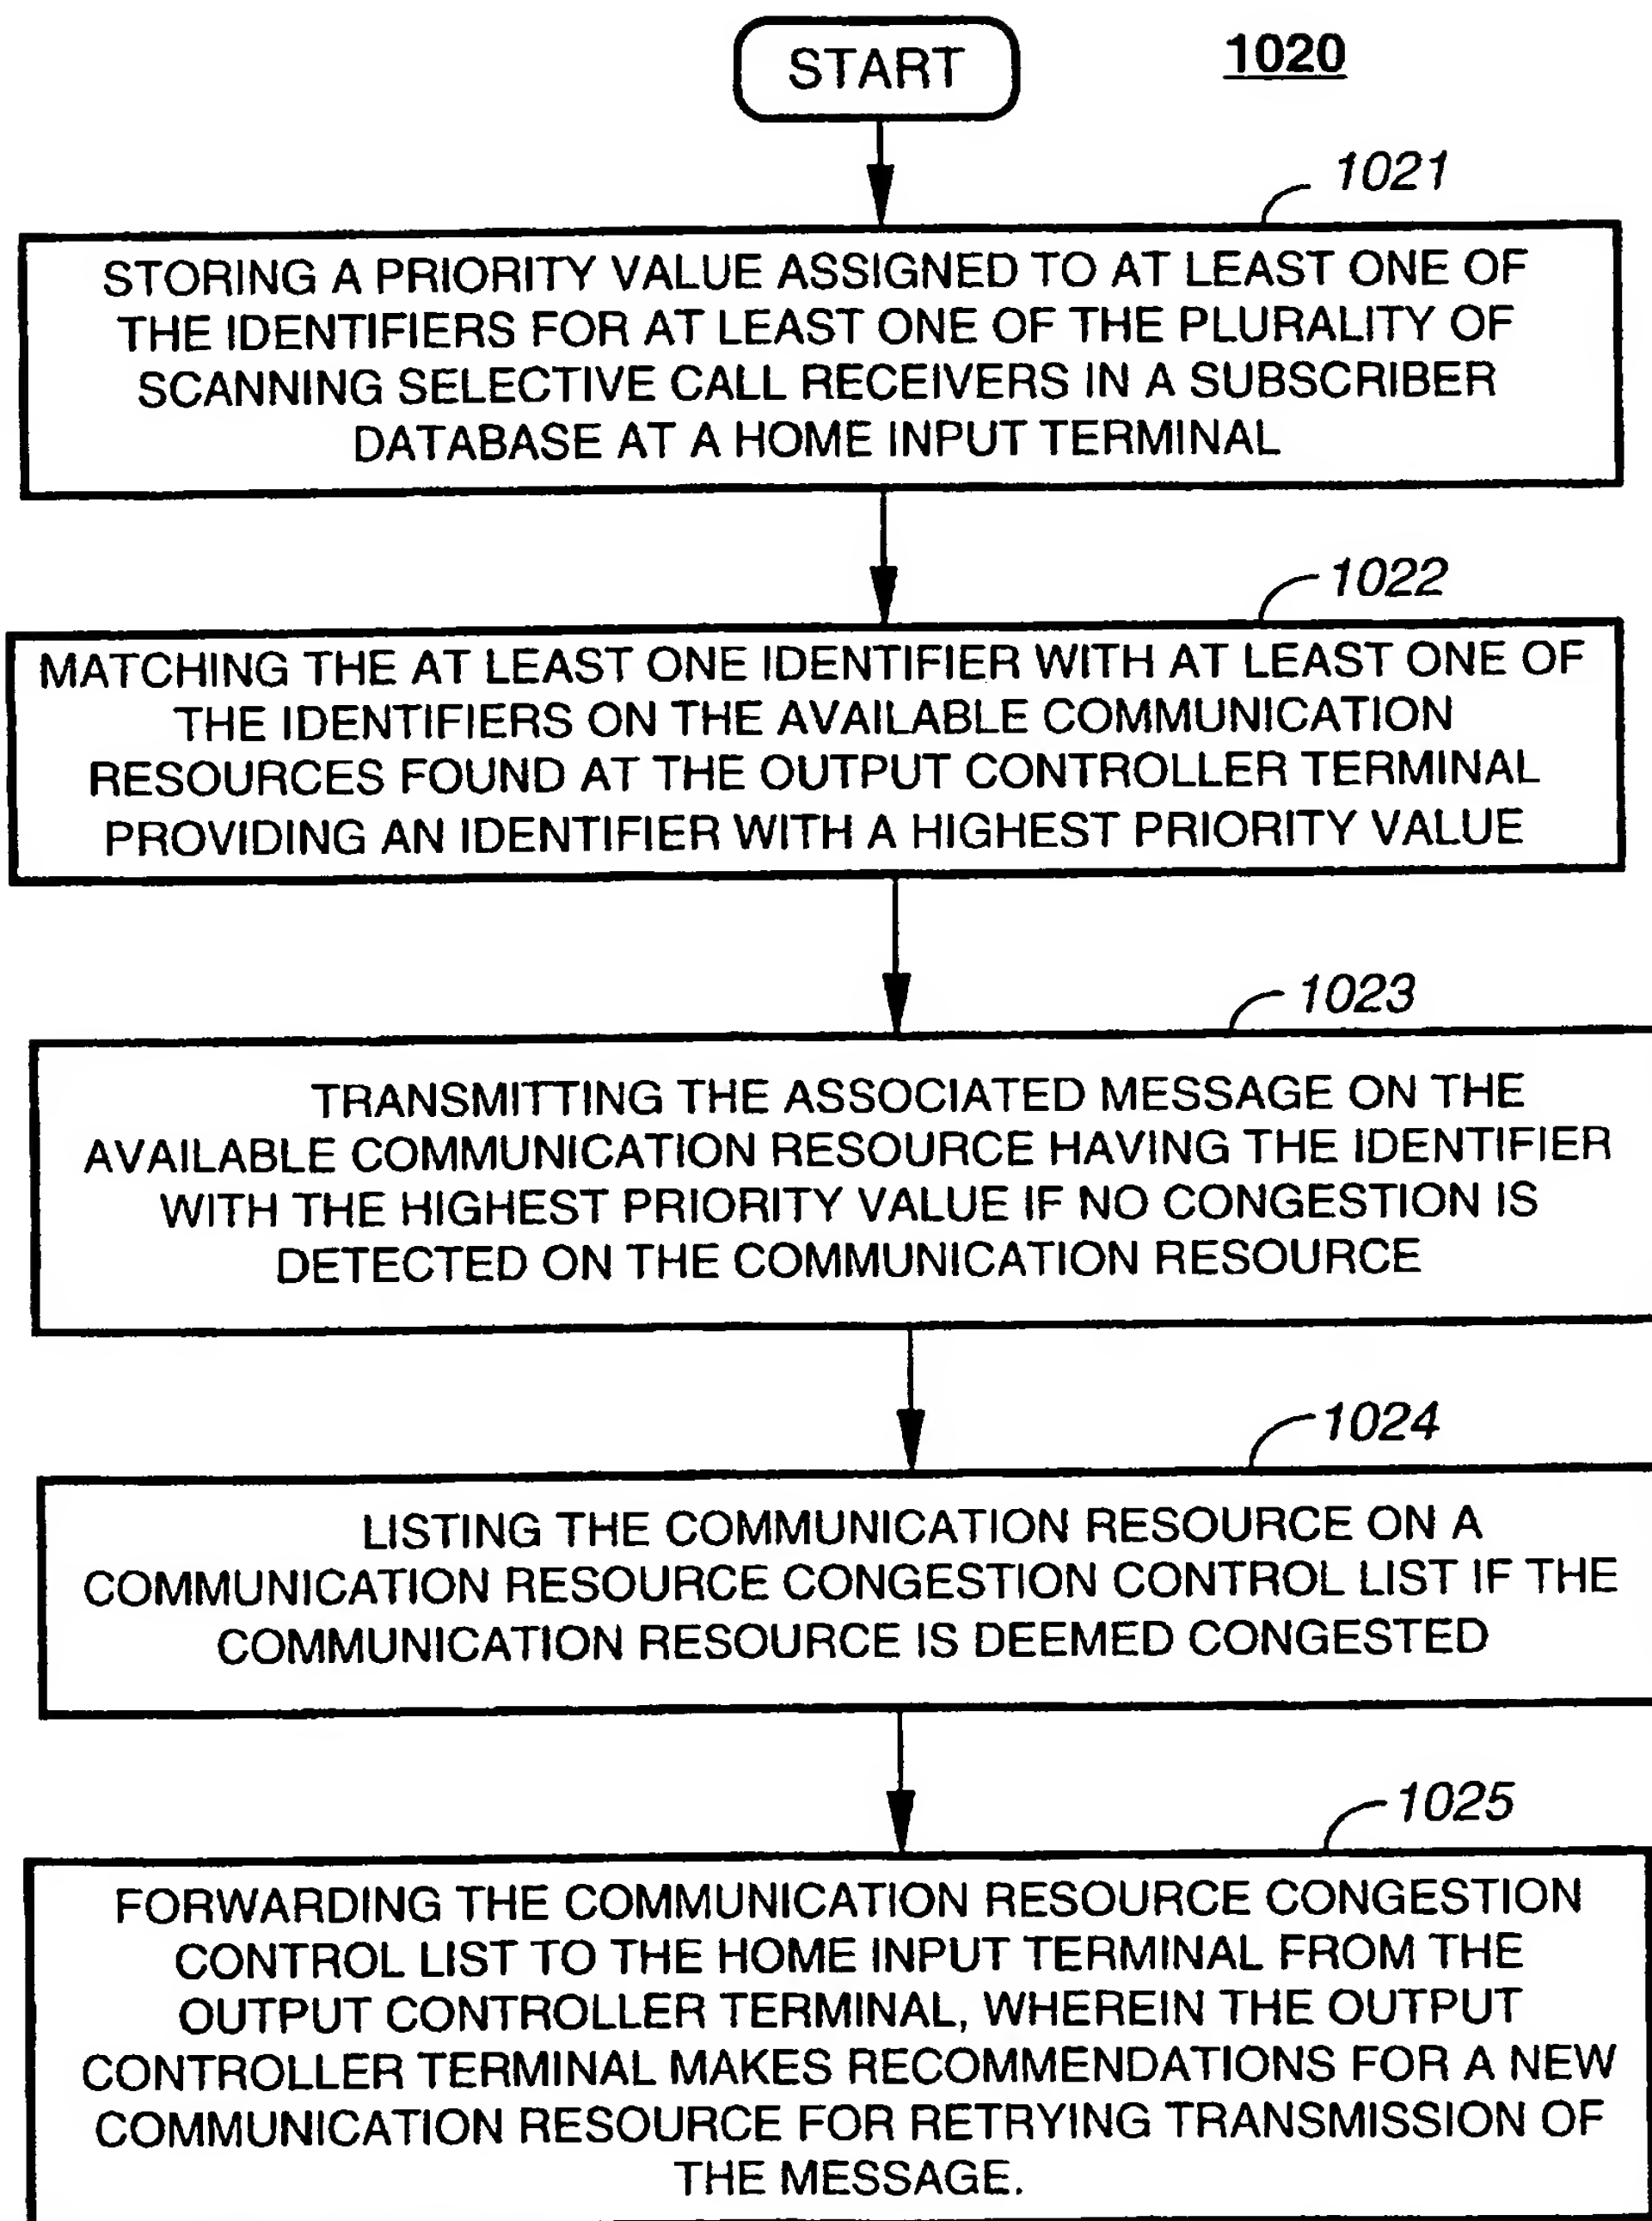 START
1020
1021
STORING A PRIORITY VALUE ASSIGNED TO AT LEAST ONE OF
THE IDENTIFIERS FOR AT LEAST ONE OF THE PLURALITY OF
SCANNING SELECTIVE CALL RECEIVERS IN A SUBSCRIBER
DATABASE AT A HOME INPUT TERMINAL
1022
MATCHING THE AT LEAST ONE IDENTIFIER WITH AT LEAST ONE OF
THE IDENTIFIERS ON THE AVAILABLE COMMUNICATION
RESOURCES FOUND AT THE OUTPUT CONTROLLER TERMINAL
PROVIDING AN IDENTIFIER WITH A HIGHEST PRIORITY VALUE
1023
TRANSMITTING THE ASSOCIATED MESSAGE ON THE
AVAILABLE COMMUNICATION RESOURCE HAVING THE IDENTIFIER
WITH THE HIGHEST PRIORITY VALUE IF NO CONGESTION IS
DETECTED ON THE COMMUNICATION RESOURCE
1024
LISTING THE COMMUNICATION RESOURCE ON A
COMMUNICATION RESOURCE CONGESTION CONTROL LIST IF THE
COMMUNICATION RESOURCE IS DEEMED CONGESTED
1025
FORWARDING THE COMMUNICATION RESOURCE CONGESTION
CONTROL LIST TO THE HOME INPUT TERMINAL FROM THE
OUTPUT CONTROLLER TERMINAL, WHEREIN THE OUTPUT
CONTROLLER TERMINAL MAKES RECOMMENDATIONS FOR A NEW
COMMUNICATION RESOURCE FOR RETRYING TRANSMISSION OF
THE MESSAGE.